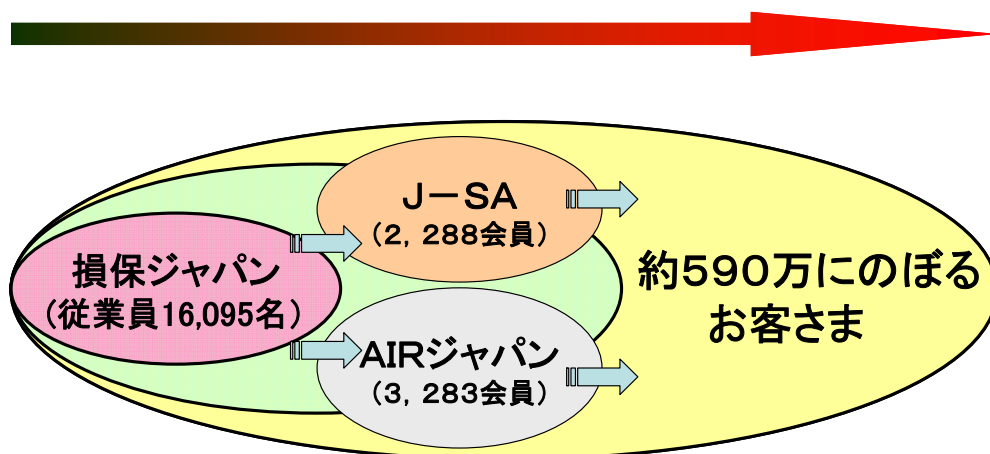 損保ジャパン
（従業員16,095名）
J－SA
（2，288会員）
AIRジャパン
（3，283会員）
約590万にのぼる
お客さま